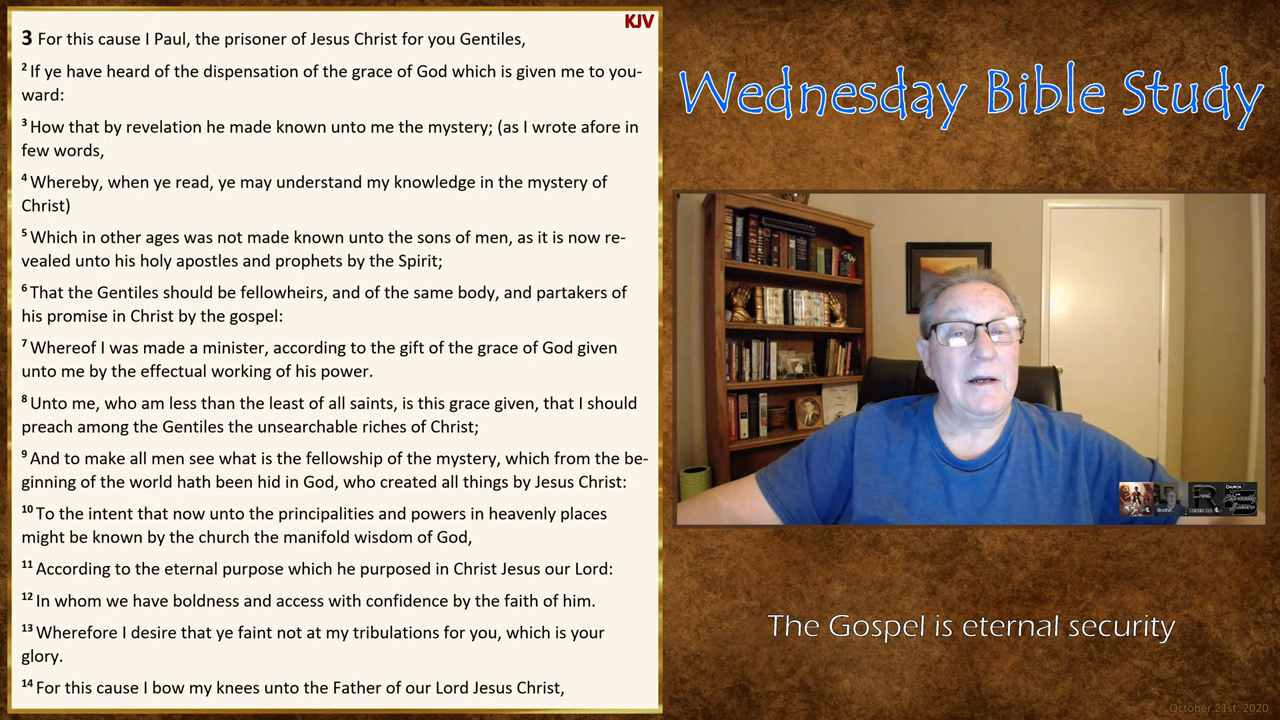 KJV
3 For this cause I Paul, the prisoner of Jesus Christ for you Gentiles,
2 If ye have heard of the dispensation of the grace of God which is given me to you-
ward:
3 How that by revelation he made known unto me the mystery; (as I wrote afore in
few words,
4 Whereby, when ye read, ye may understand my knowledge in the mystery of
Christ)
5 Which in other ages was not made known unto the sons of men, as it is now re-
vealed unto his holy apostles and prophets by the Spirit;
6 That the Gentiles should be fellowheirs, and of the same body, and partakers of
his promise in Christ by the gospel:
7 Whereof I was made a minister, according to the gift of the grace of God given
unto me by the effectual working of his power.
8 Unto me, who am less than the least of all saints, is this grace given, that I should
preach among the Gentiles the unsearchable riches of Christ;
9 And to make all men see what is the fellowship of the mystery, which from the be-
ginning of the world hath been hid in God, who created all things by Jesus Christ:
10 To the intent that now unto the principalities and powers in heavenly places
might be known by the church the manifold wisdom of God,
11 According to the eternal purpose which he purposed in Christ Jesus our Lord:
12 In whom we have boldness and access with confidence by the faith of him.
13 Wherefore I desire that ye faint not at my tribulations for you, which is your
glory.
14 For this cause I bow my knees unto the Father of our Lord Jesus Christ,
Wednesday Bible Study
The Gospel is eternal security
October 21st, 2020